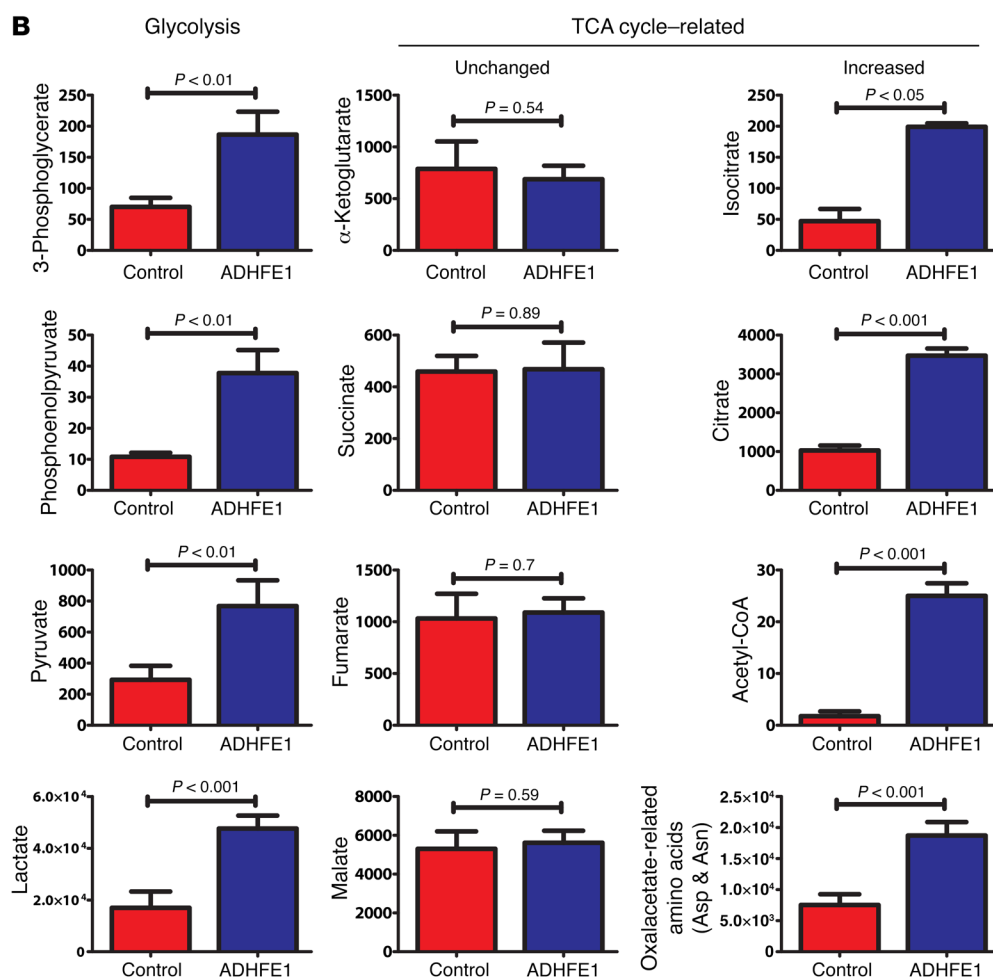 B
Glycolysis
TCA cycle–related
Unchanged
Increased
3-Phosphoglycerate
250
200
150
100
50
0
P < 0.01
Control
ADHFE1
α-Ketoglutarate
1500
1000
500
0
P = 0.54
Control
ADHFE1
Isocitrate
250
200
150
100
50
0
P < 0.05
Control
ADHFE1
Phosphoenolpyruvate
50
40
30
20
10
0
P < 0.01
Control
ADHFE1
Succinate
600
400
200
0
P = 0.89
Control
ADHFE1
Citrate
4000
3000
2000
1000
0
P < 0.001
Control
ADHFE1
Pyruvate
1000
800
600
400
200
0
P < 0.01
Control
ADHFE1
Fumarate
1500
1000
500
0
P = 0.7
Control
ADHFE1
Acetyl-CoA
30
20
10
0
P < 0.001
Control
ADHFE1
Lactate
6.0×10⁴
4.0×10⁴
2.0×10⁴
0
P < 0.001
Control
ADHFE1
Malate
8000
6000
4000
2000
0
P = 0.59
Control
ADHFE1
Oxalacetate-related
amino acids
(Asp & Asn)
2.5×10⁴
2.0×10⁴
1.5×10⁴
1.0×10⁴
5.0×10³
0
P < 0.001
Control
ADHFE1